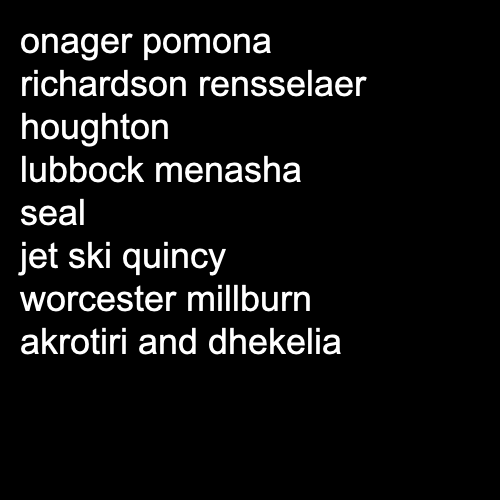 onager pomona
richardson rensselaer
houghton
lubbock menasha
seal
jet ski quincy
worcester millburn
akrotiri and dhekelia